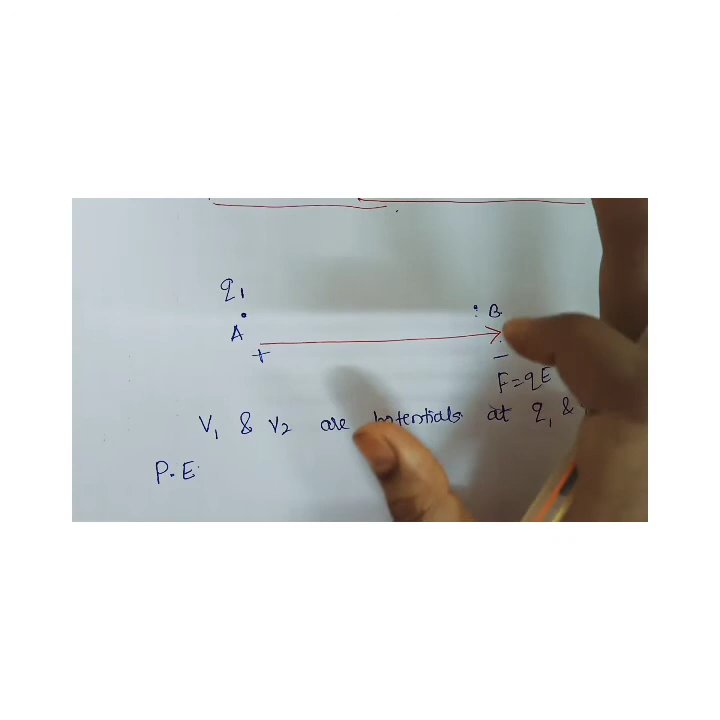 q1
A B
+ -
F=qE
V1 & V2 are potentials at q1 &
P.E.